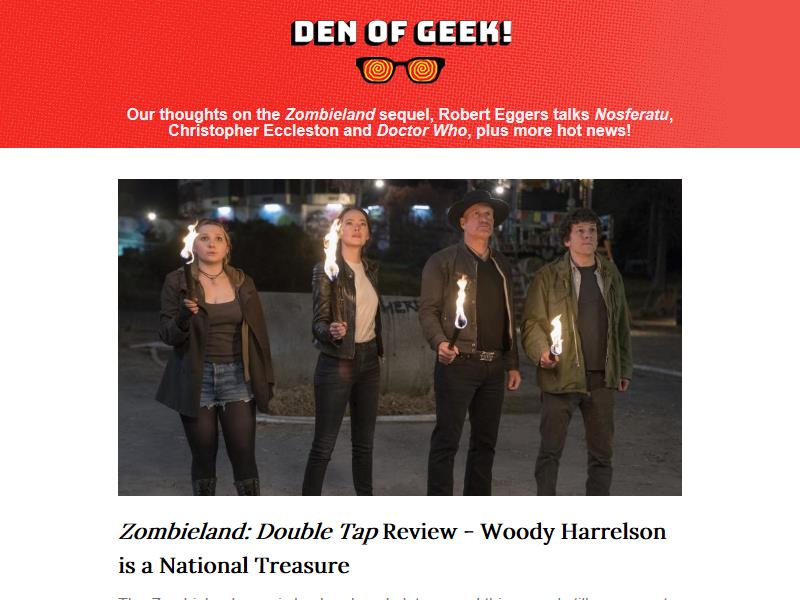 DEN OF GEEK!
Our thoughts on the Zombieland sequel, Robert Eggers talks Nosferatu,
Christopher Eccleston and Doctor Who, plus more hot news!
Zombieland: Double Tap Review - Woody Harrelson
is a National Treasure